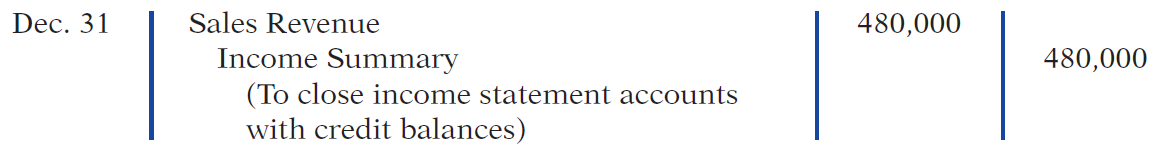 Dec. 31 Sales Revenue 480,000
Income Summary 480,000
(To close income statement accounts
with credit balances)